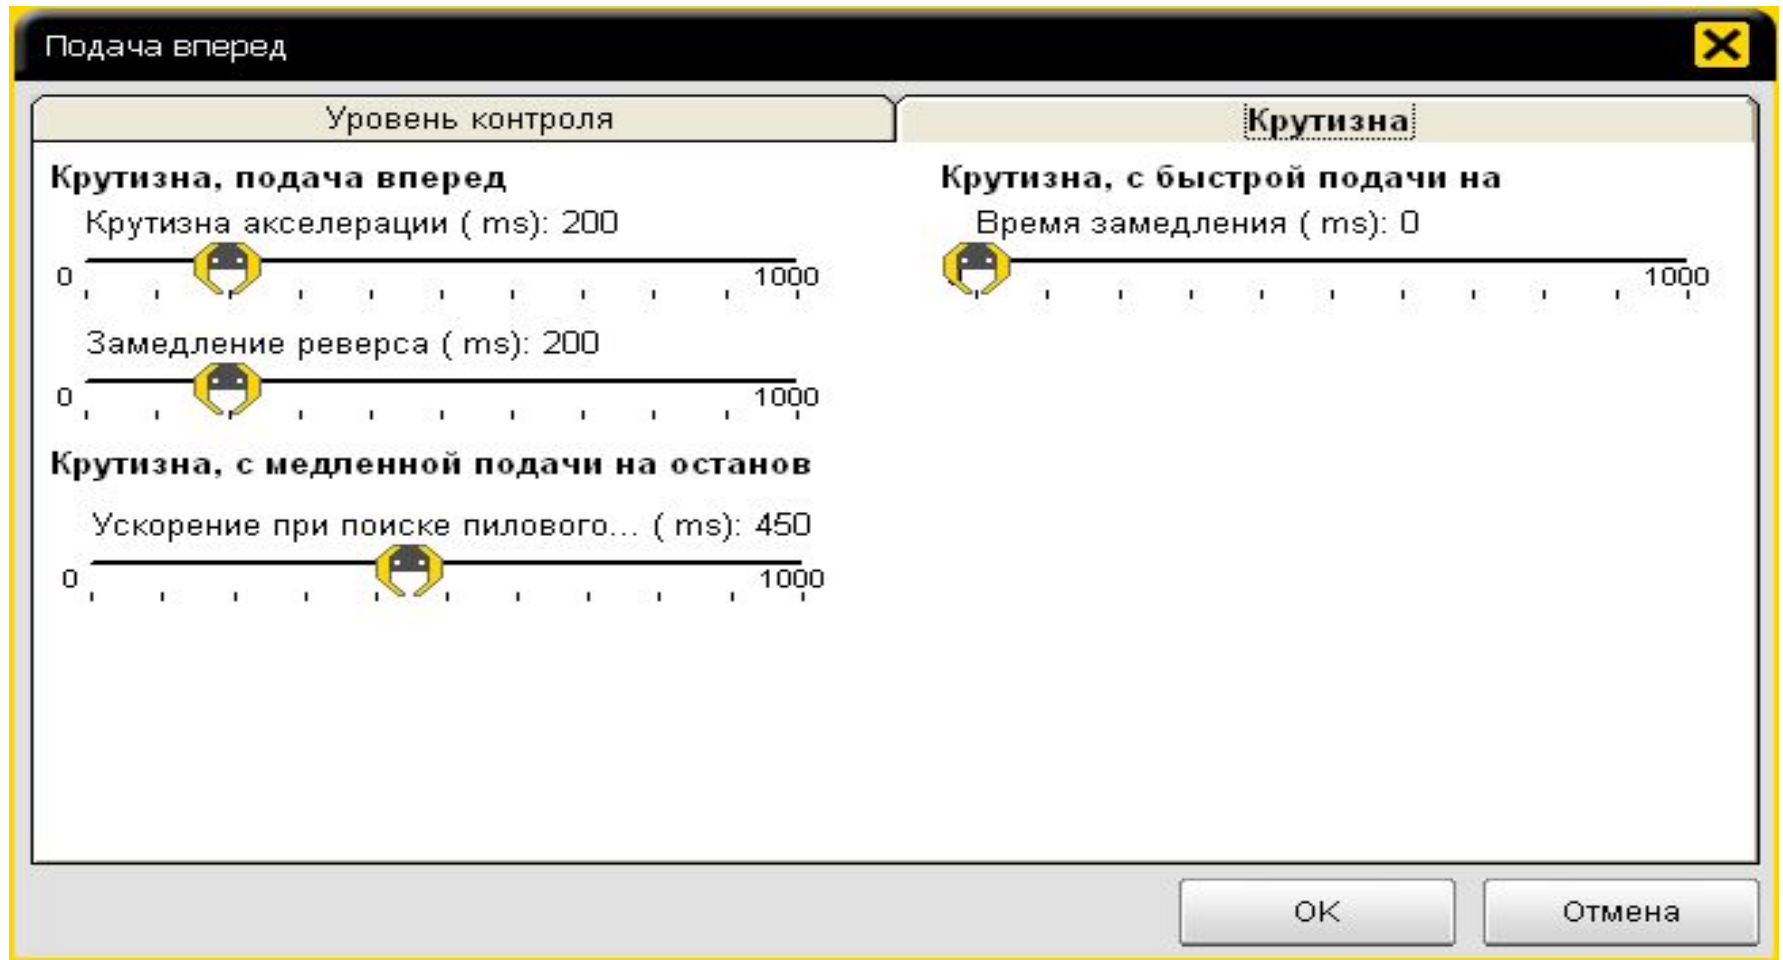 Подача вперед
Уровень контроля
Крутизна
Крутизна, подача вперед
Крутизна акселерации ( ms): 200
0 1000
Замедление реверса ( ms): 200
0 1000
Крутизна, с медленной подачи на останов
Ускорение при поиске пилового... ( ms): 450
0 1000
Крутизна, с быстрой подачи на
Время замедления ( ms): 0
1000
OK
Отмена